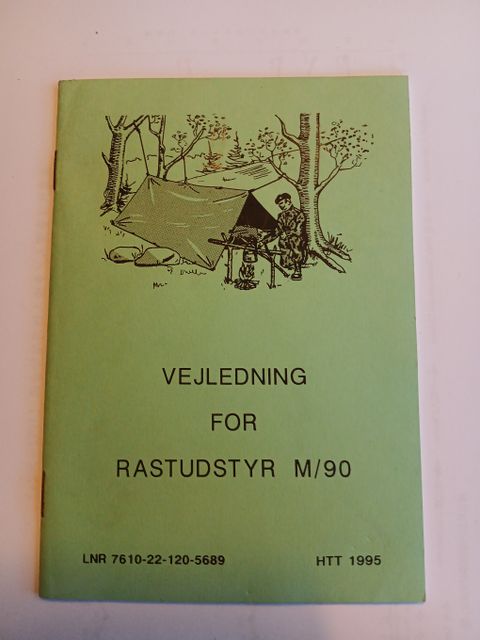 VEJLEDNING
FOR
RASTUDSTYR M/90
LNR 7610-22-120-5689 HTT 1995